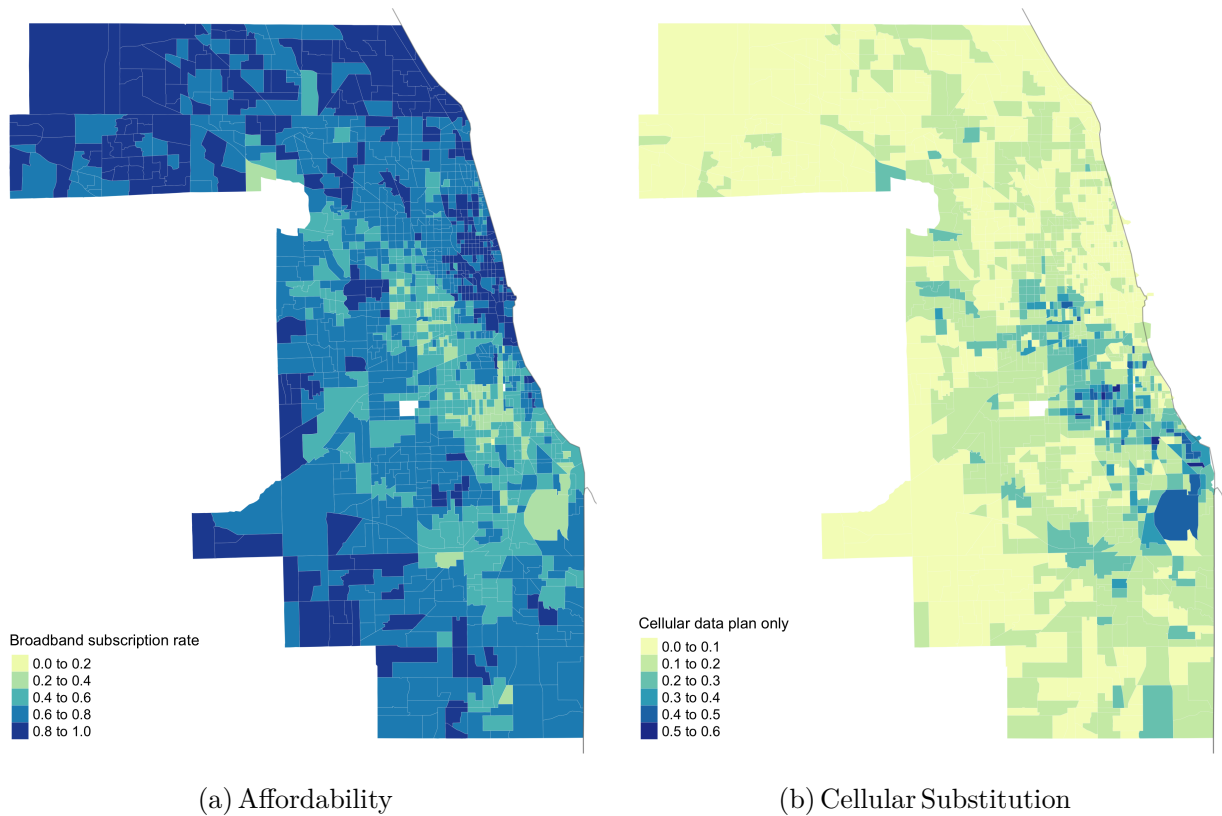 Broadband subscription rate
0.0 to 0.2
0.2 to 0.4
0.4 to 0.6
0.6 to 0.8
0.8 to 1.0
(a) Affordability
Cellular data plan only
0.0 to 0.1
0.1 to 0.2
0.2 to 0.3
0.3 to 0.4
0.4 to 0.5
0.5 to 0.6
(b) Cellular Substitution